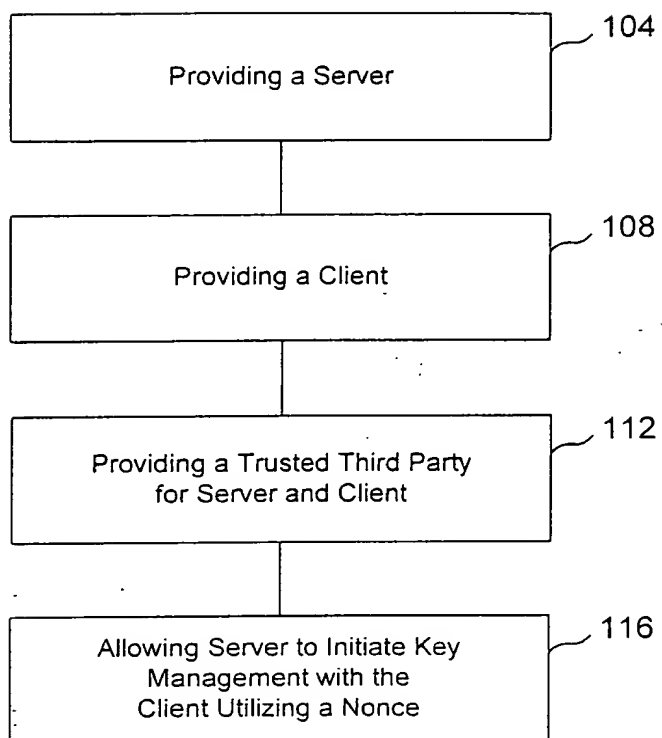 104
Providing a Server
108
Providing a Client
112
Providing a Trusted Third Party
for Server and Client
116
Allowing Server to Initiate Key
Management with the
Client Utilizing a Nonce